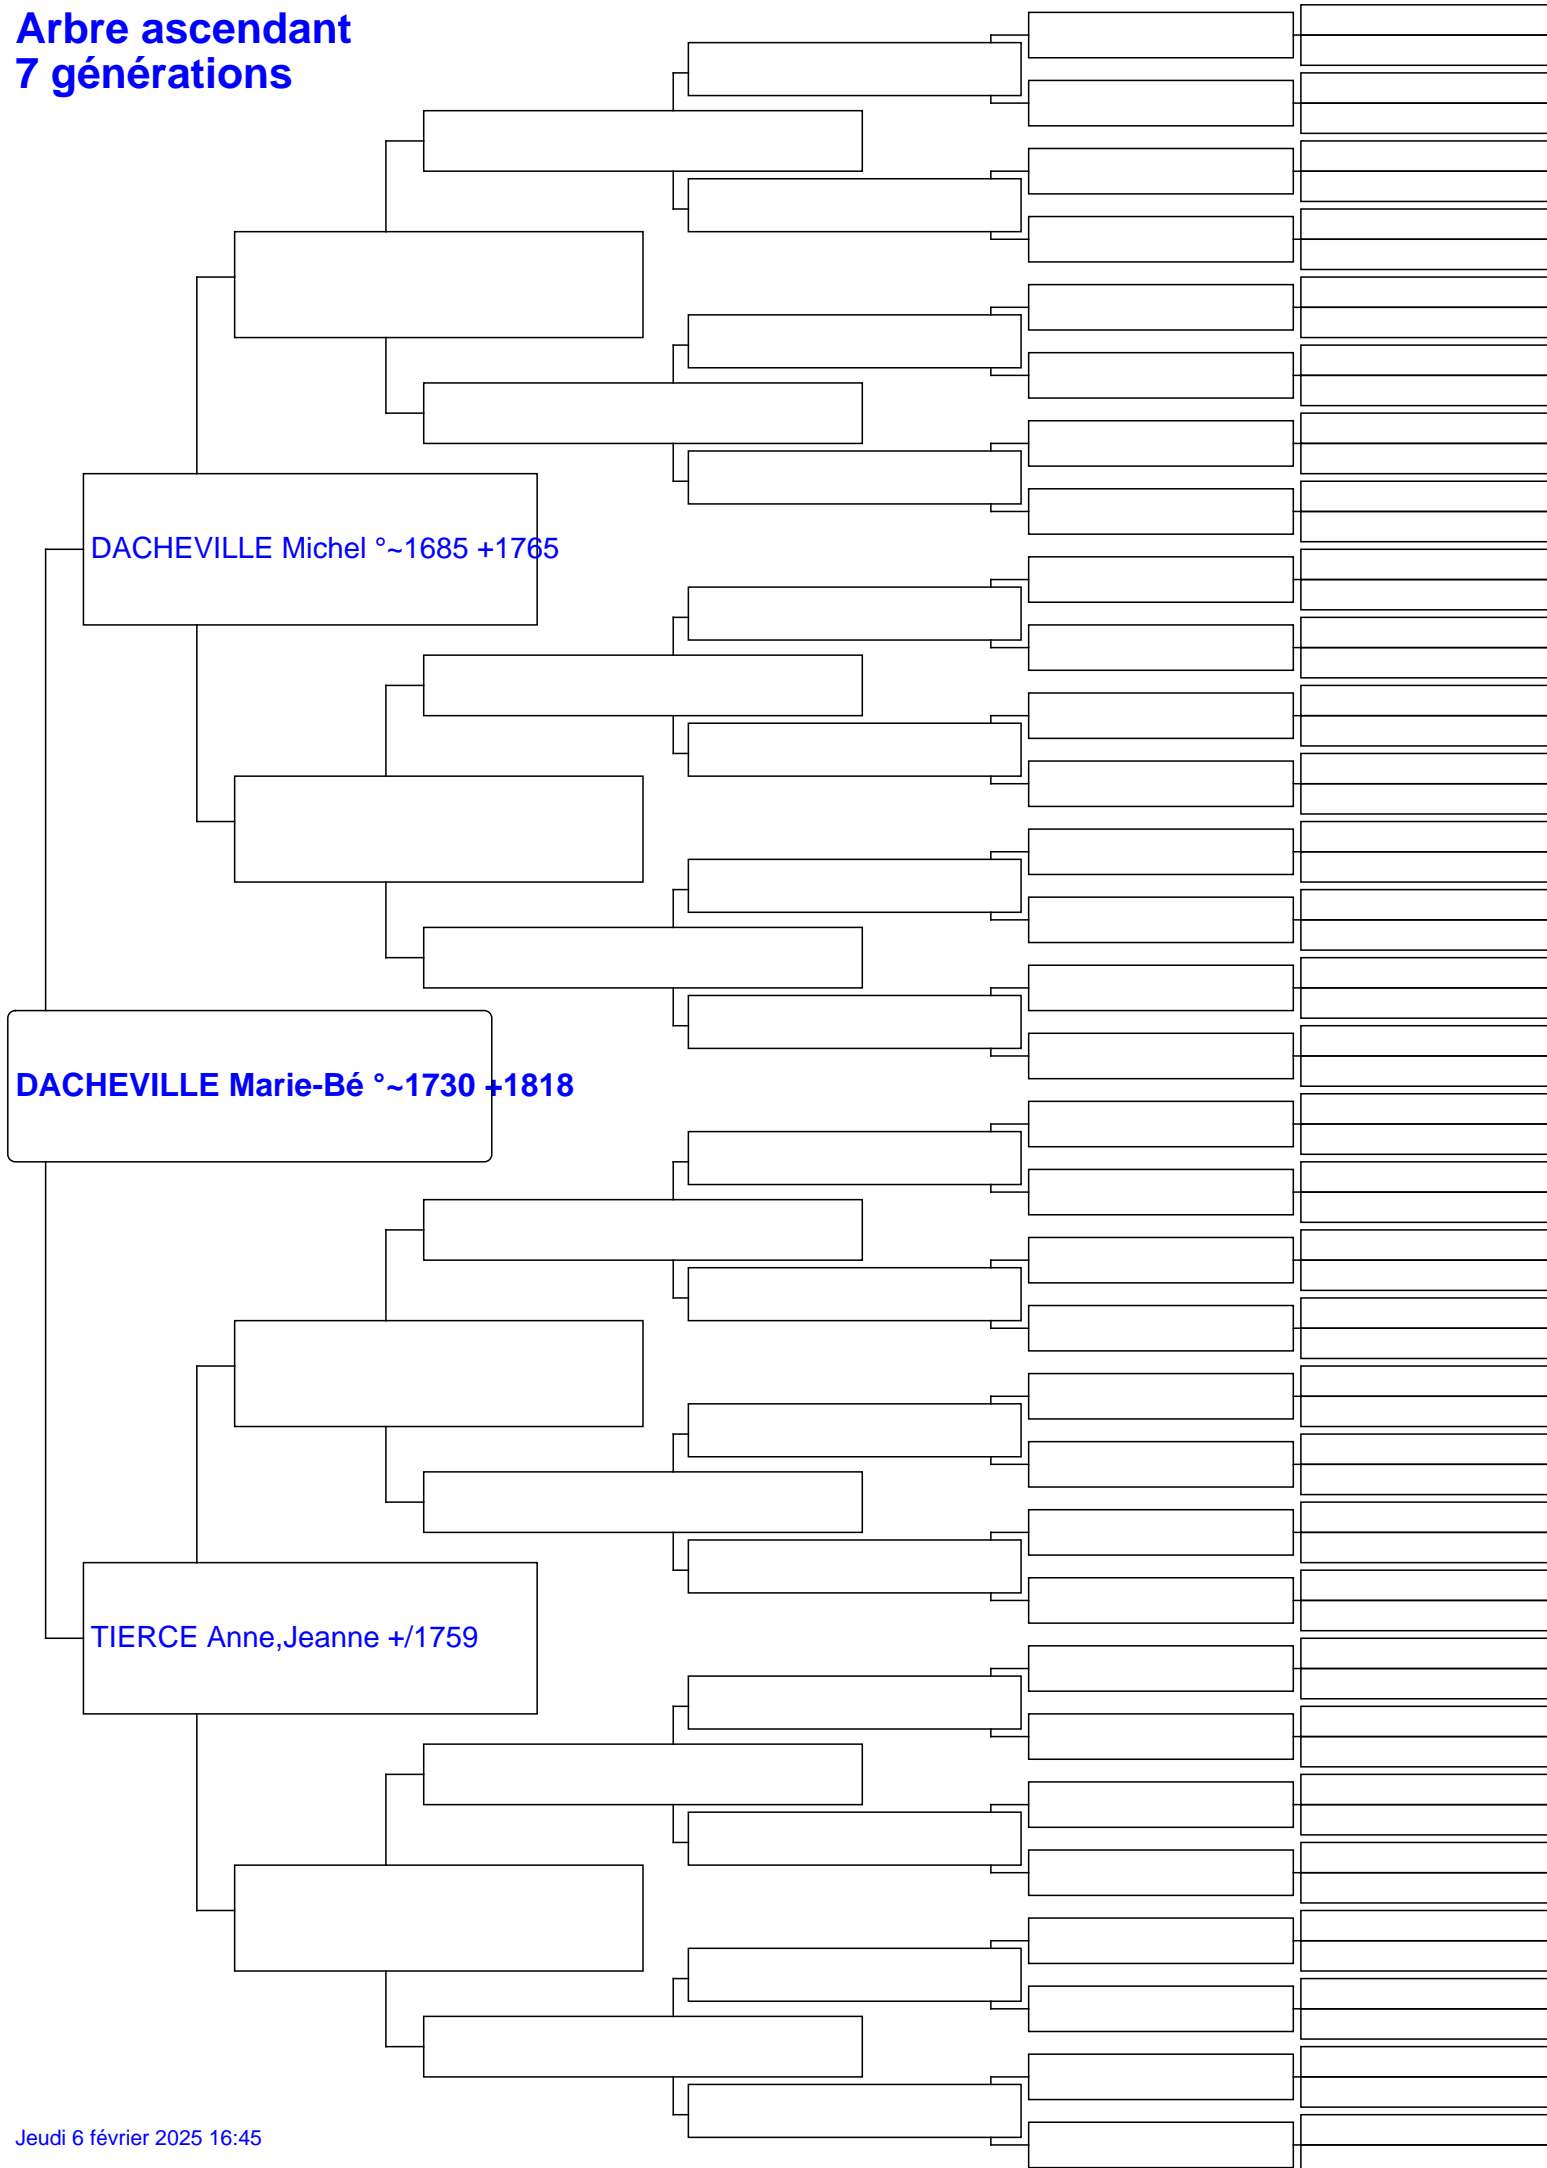 Arbre ascendant
7 générations
DACHEVILLE Michel °~1685 +1765
DACHEVILLE Marie-Bé °~1730 +1818
TIERCE Anne,Jeanne +/1759
Jeudi 6 février 2025 16:45